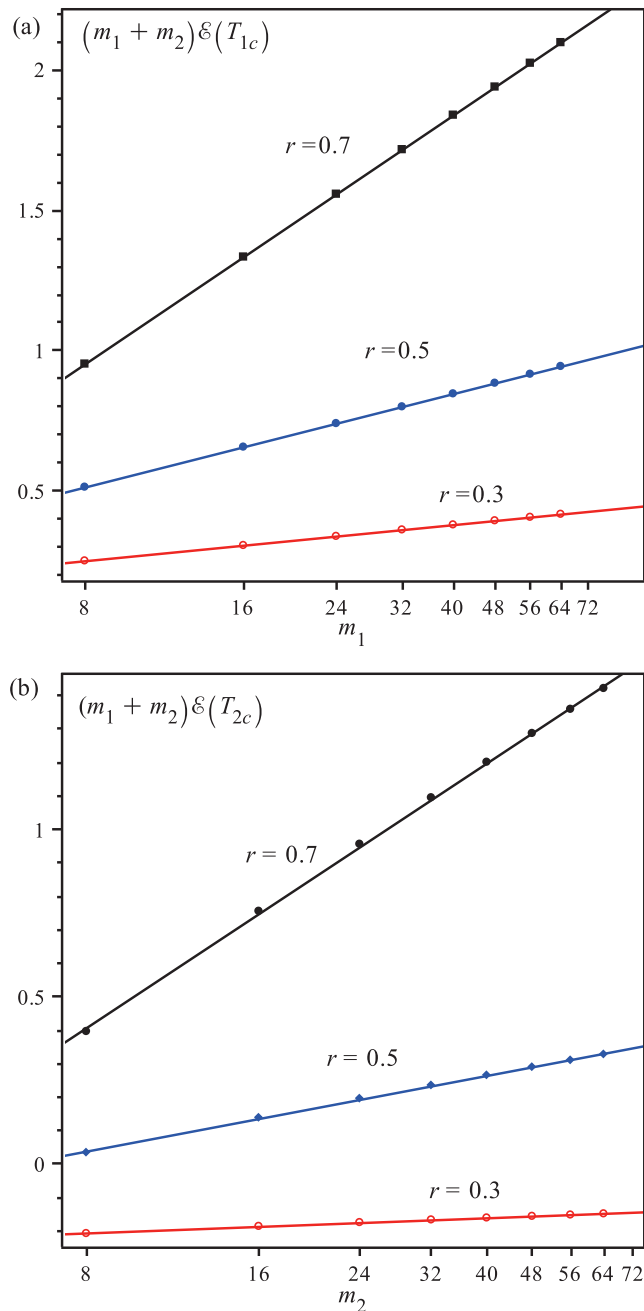 (a)
(m₁ + m₂)ℰ(T₁c)
2
r=0.7
1.5
r=0.5
1
r=0.3
0.5
8 16 24 32 40 48 56 64 72
m₁
(b)
(m₁ + m₂)ℰ(T₂c)
1
r = 0.7
0.5
r = 0.5
0
r = 0.3
8 16 24 32 40 48 56 64 72
m₂